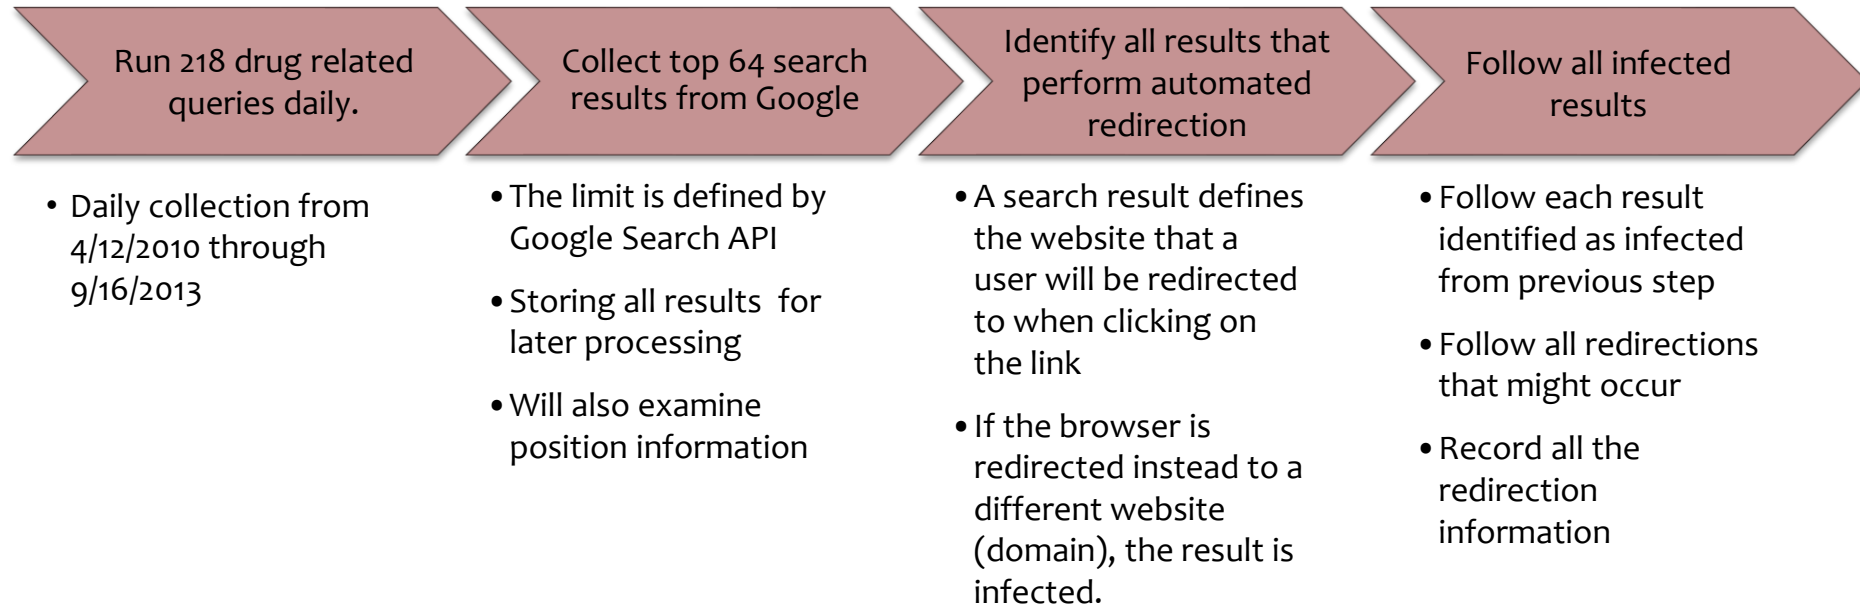 Run 218 drug related
queries daily.
• Daily collection from
4/12/2010 through
9/16/2013
Collect top 64 search
results from Google
• The limit is defined by
Google Search API
• Storing all results for
later processing
• Will also examine
position information
Identify all results that
perform automated
redirection
• A search result defines
the website that a
user will be redirected
to when clicking on
the link
• If the browser is
redirected instead to a
different website
(domain), the result is
infected.
Follow all infected
results
• Follow each result
identified as infected
from previous step
• Follow all redirections
that might occur
• Record all the
redirection
information